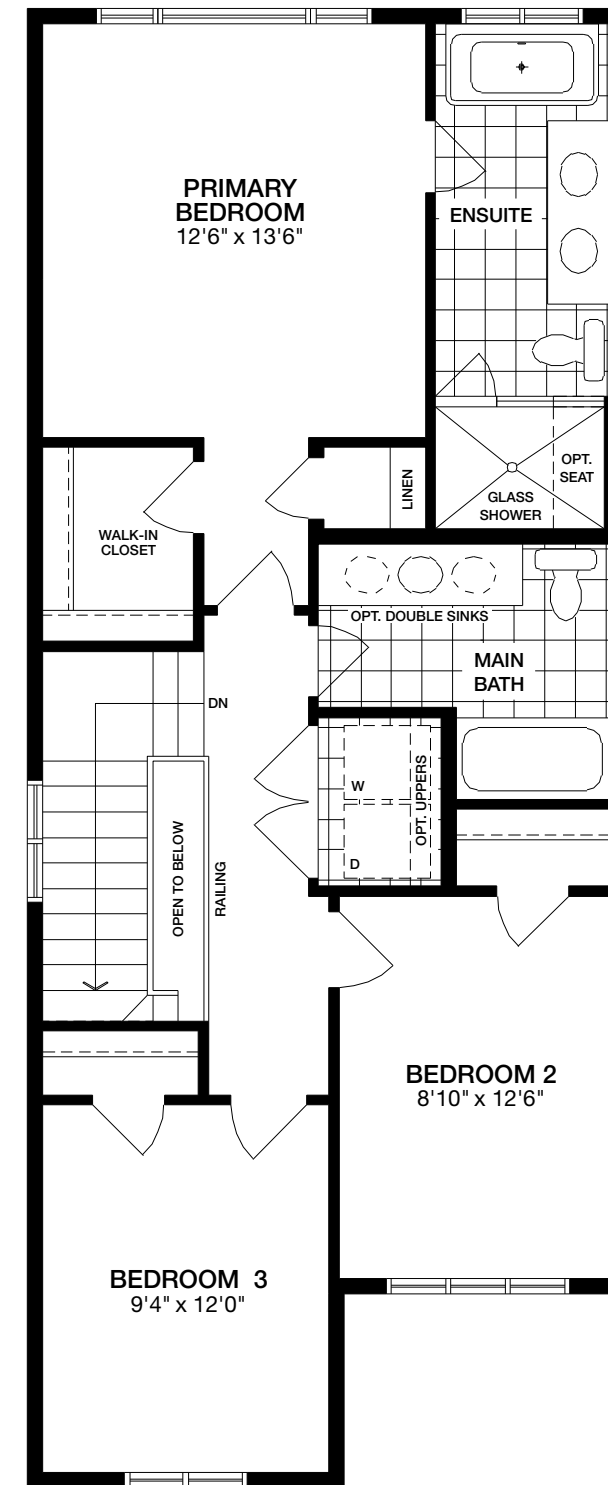 PRIMARY
BEDROOM
12'6" x 13'6"
ENSUITE
OPT.
SEAT
GLASS
SHOWER
LINEN
WALK-IN
CLOSET
OPT. DOUBLE SINKS
MAIN
BATH
DN
W
D
OPT. UPPERS
OPEN TO BELOW
RAILING
BEDROOM 2
8'10" x 12'6"
BEDROOM 3
9'4" x 12'0"